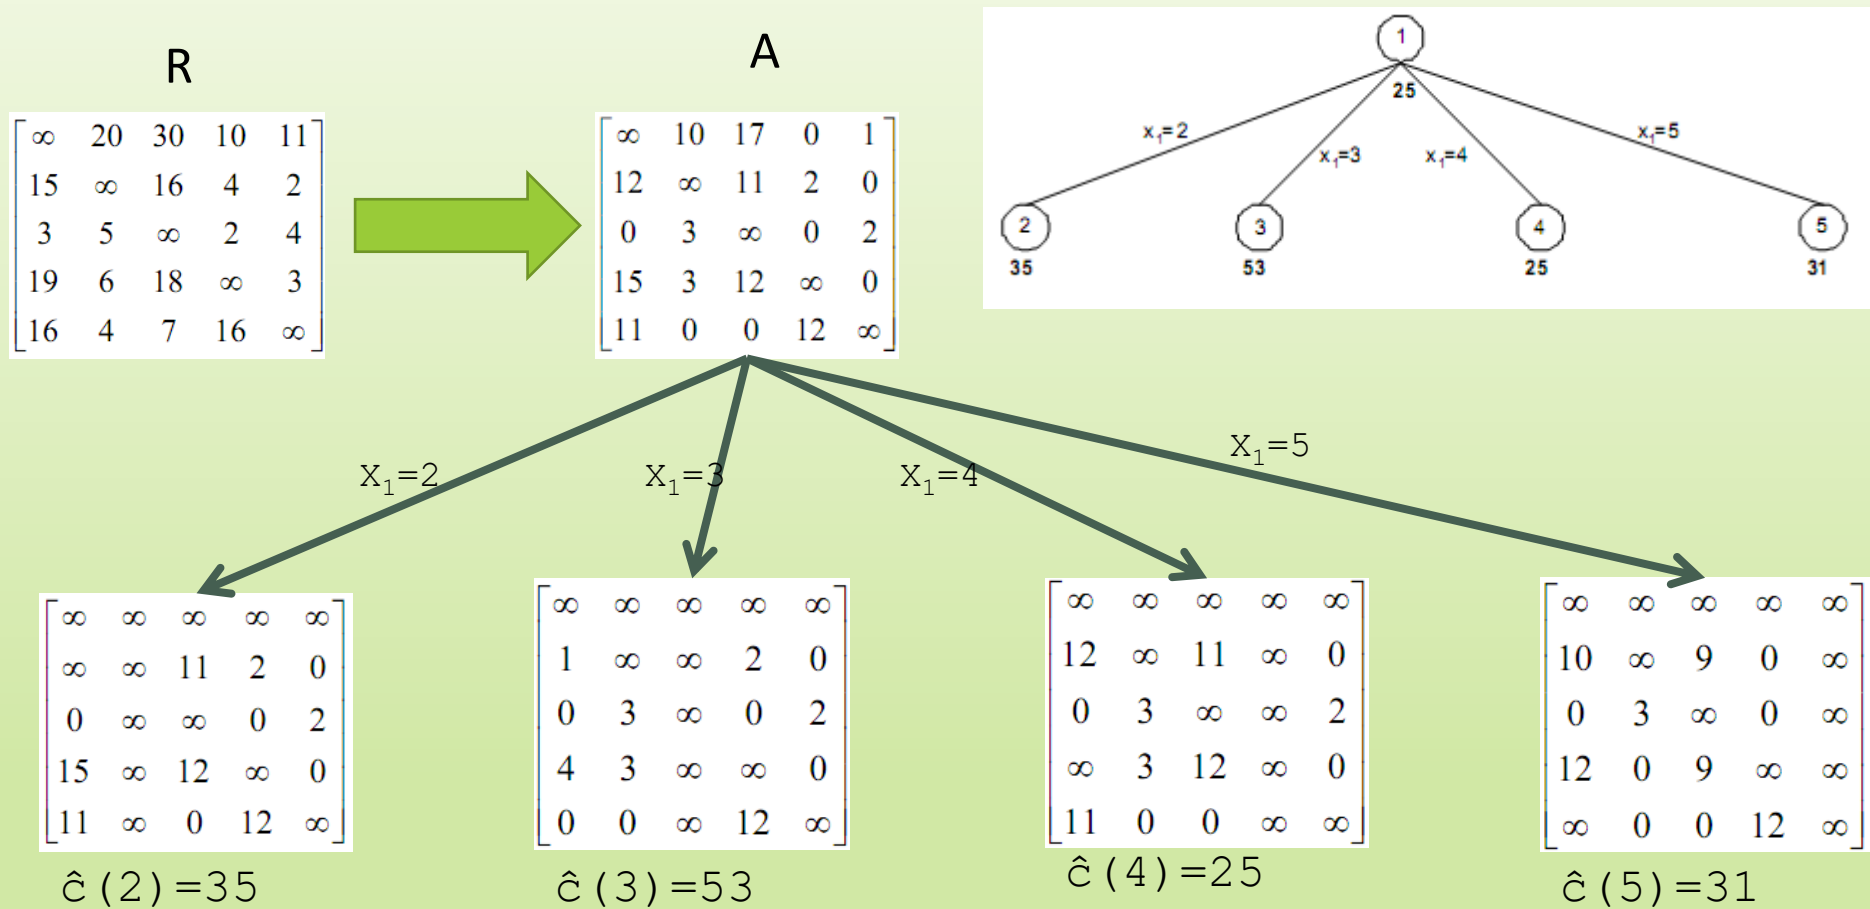 R
A
∞ 20 30 10 11
15 ∞ 16 4 2
3 5 ∞ 2 4
19 6 18 ∞ 3
16 4 7 16 ∞
∞ 10 17 0 1
12 ∞ 11 2 0
0 3 ∞ 0 2
15 3 12 ∞ 0
11 0 0 12 ∞
1
25
x₁=2
x₁=3
x₁=4
x₁=5
2
3
4
5
35
53
25
31
X₁=2
X₁=3
X₁=4
X₁=5
∞ ∞ ∞ ∞ ∞
∞ ∞ 11 2 0
0 ∞ ∞ 0 2
15 ∞ 12 ∞ 0
11 ∞ 0 12 ∞
ĉ(2)=35
∞ ∞ ∞ ∞ ∞
1 ∞ ∞ 2 0
0 3 ∞ 0 2
4 3 ∞ ∞ 0
0 0 ∞ 12 ∞
ĉ(3)=53
∞ ∞ ∞ ∞ ∞
12 ∞ 11 ∞ 0
0 3 ∞ ∞ 2
∞ 3 12 ∞ 0
11 0 0 ∞ ∞
ĉ(4)=25
∞ ∞ ∞ ∞ ∞
10 ∞ 9 0 ∞
0 3 ∞ 0 ∞
12 0 9 ∞ ∞
∞ 0 0 12 ∞
ĉ(5)=31